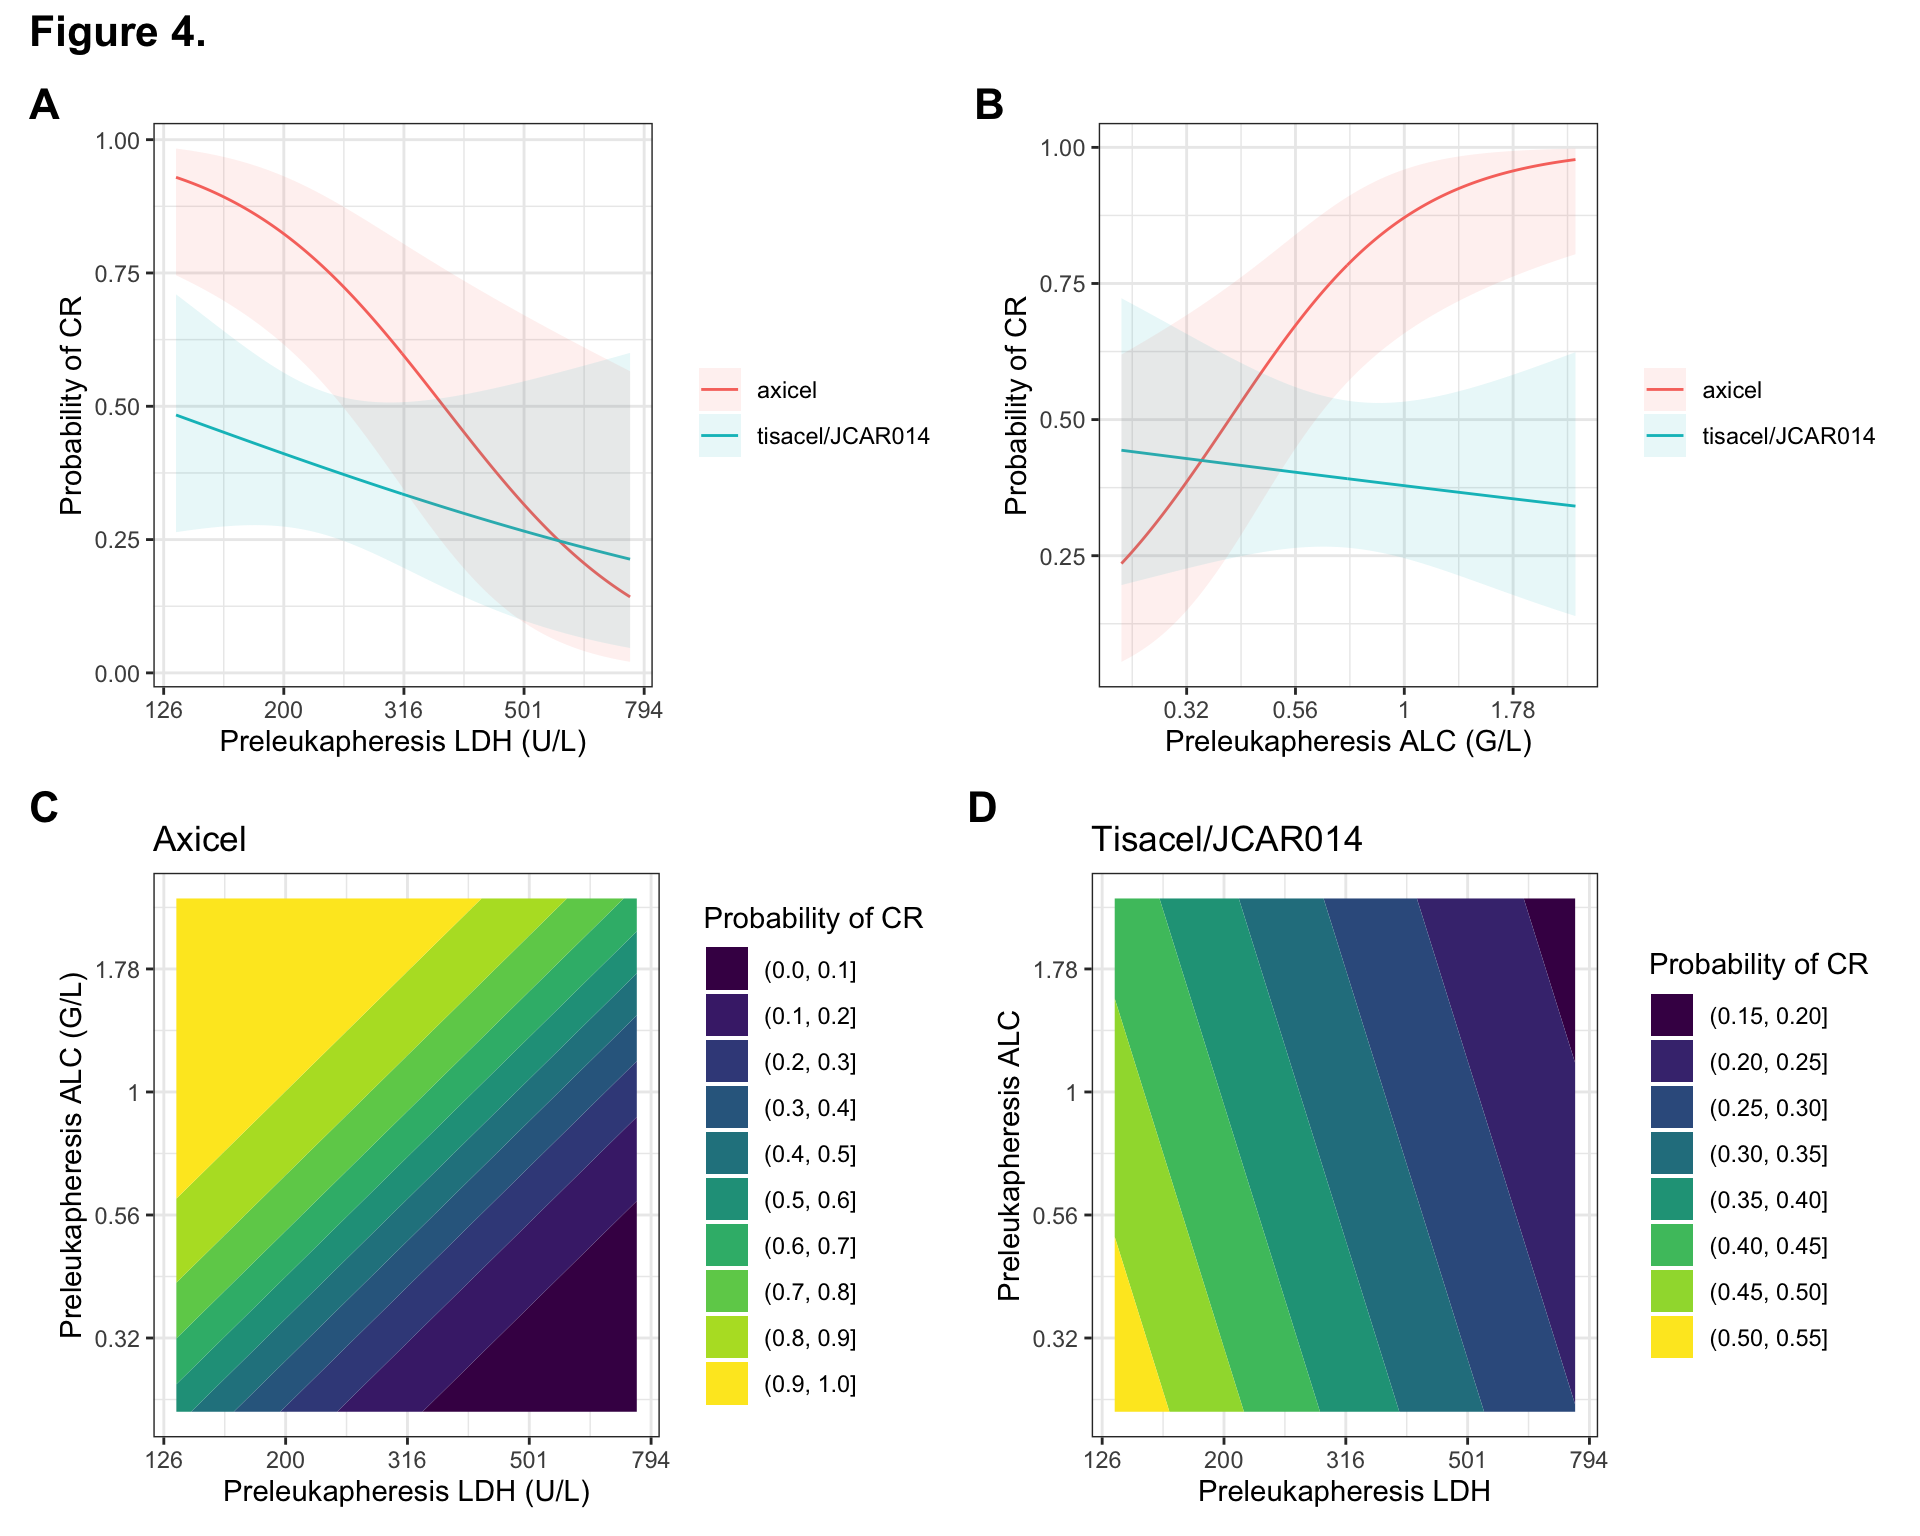 Figure 4.
A
1.00
0.75
0.50
0.25
0.00
Probability of CR
126 200 316 501 794
Preleukapheresis LDH (U/L)
axicel
tisacel/JCAR014
B
1.00
0.75
0.50
0.25
Probability of CR
0.32 0.56 1 1.78
Preleukapheresis ALC (G/L)
axicel
tisacel/JCAR014
C
Axicel
1.78
1
0.56
0.32
Preleukapheresis ALC (G/L)
126 200 316 501 794
Preleukapheresis LDH (U/L)
Probability of CR
(0.0, 0.1]
(0.1, 0.2]
(0.2, 0.3]
(0.3, 0.4]
(0.4, 0.5]
(0.5, 0.6]
(0.6, 0.7]
(0.7, 0.8]
(0.8, 0.9]
(0.9, 1.0]
D
Tisacel/JCAR014
1.78
1
0.56
0.32
Preleukapheresis ALC
126 200 316 501 794
Preleukapheresis LDH
Probability of CR
(0.15, 0.20]
(0.20, 0.25]
(0.25, 0.30]
(0.30, 0.35]
(0.35, 0.40]
(0.40, 0.45]
(0.45, 0.50]
(0.50, 0.55]